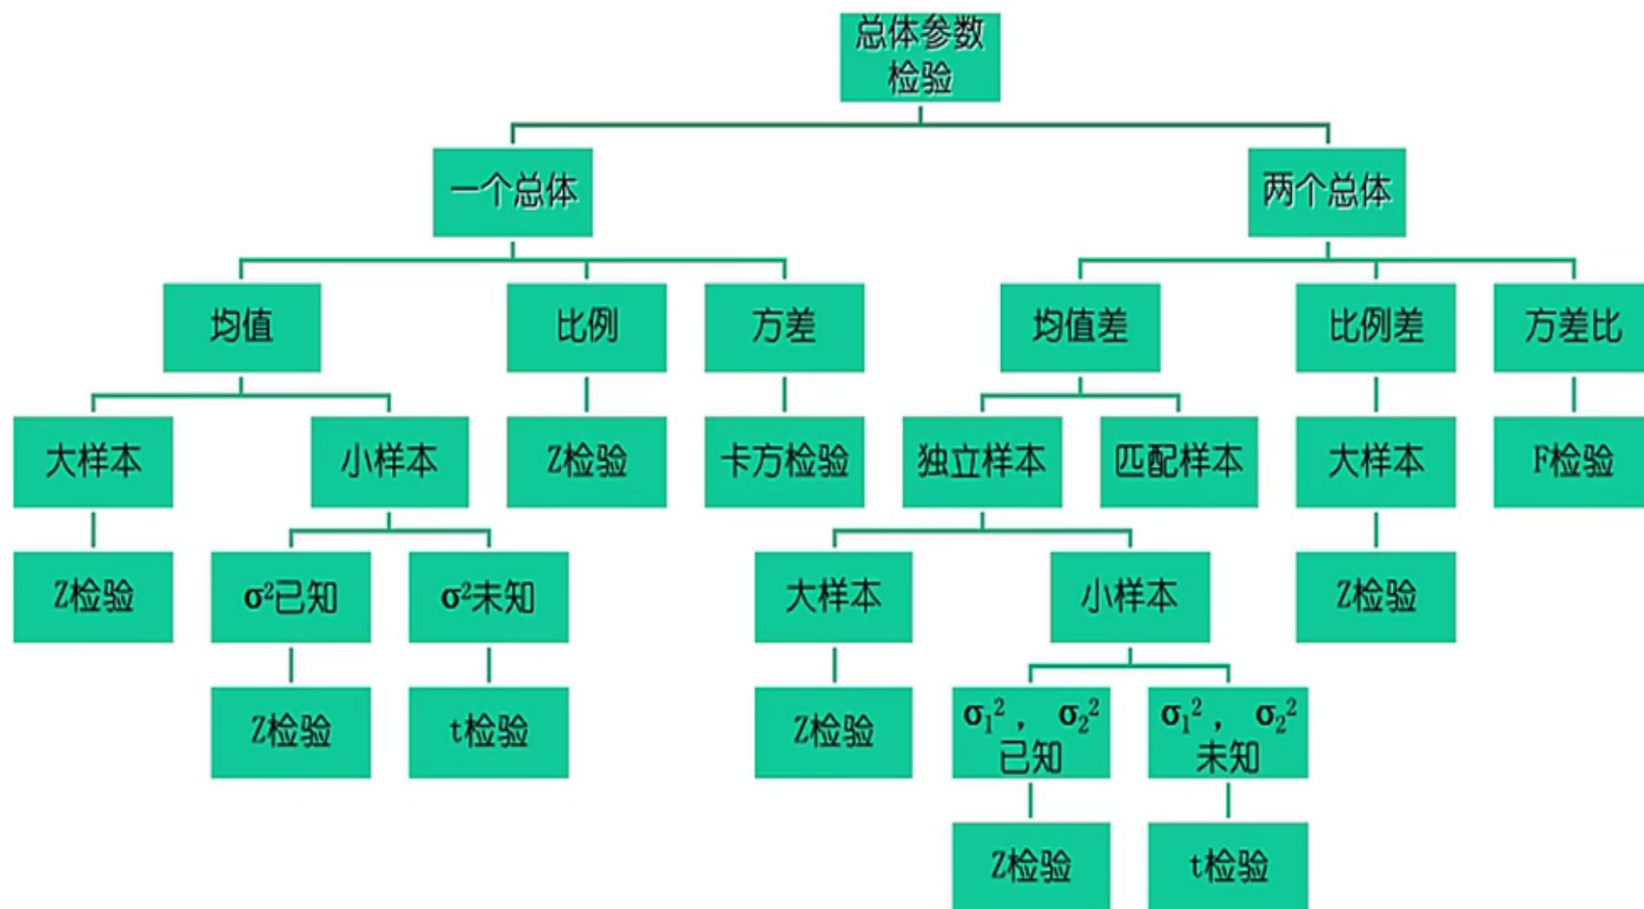 总体参数
检验
一个总体
两个总体
均值
比例
方差
均值差
比例差
方差比
大样本
小样本
Z检验
卡方检验
独立样本
匹配样本
大样本
F检验
Z检验
σ²已知
σ²未知
大样本
小样本
Z检验
Z检验
t检验
Z检验
σ₁²， σ₂²
已知
σ₁²， σ₂²
未知
Z检验
t检验